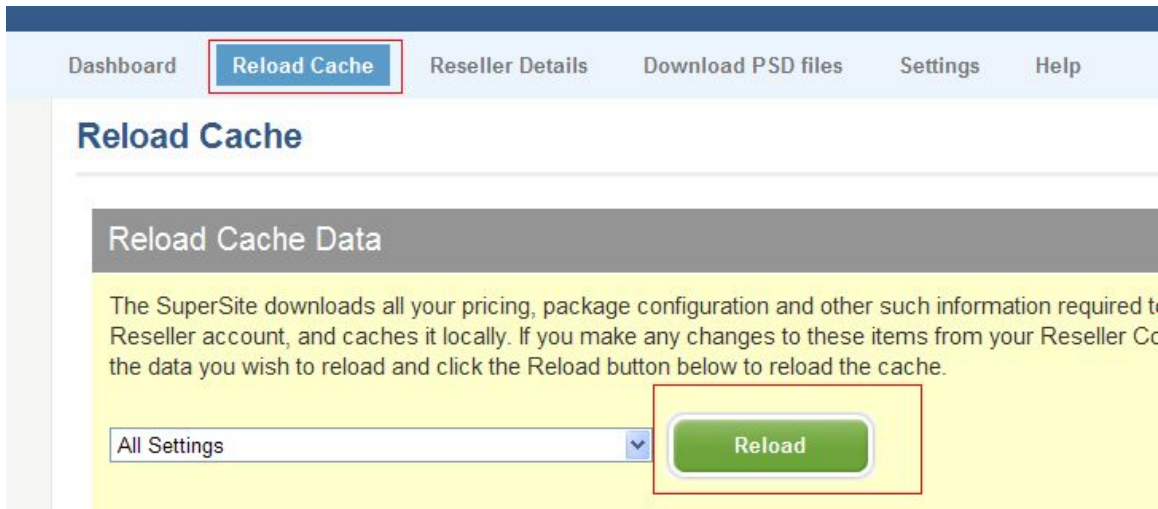 Dashboard Reload Cache Reseller Details Download PSD files Settings Help
Reload Cache
Reload Cache Data
The SuperSite downloads all your pricing, package configuration and other such information required
Reseller account, and caches it locally. If you make any changes to these items from your Reseller
the data you wish to reload and click the Reload button below to reload the cache.
All Settings Reload